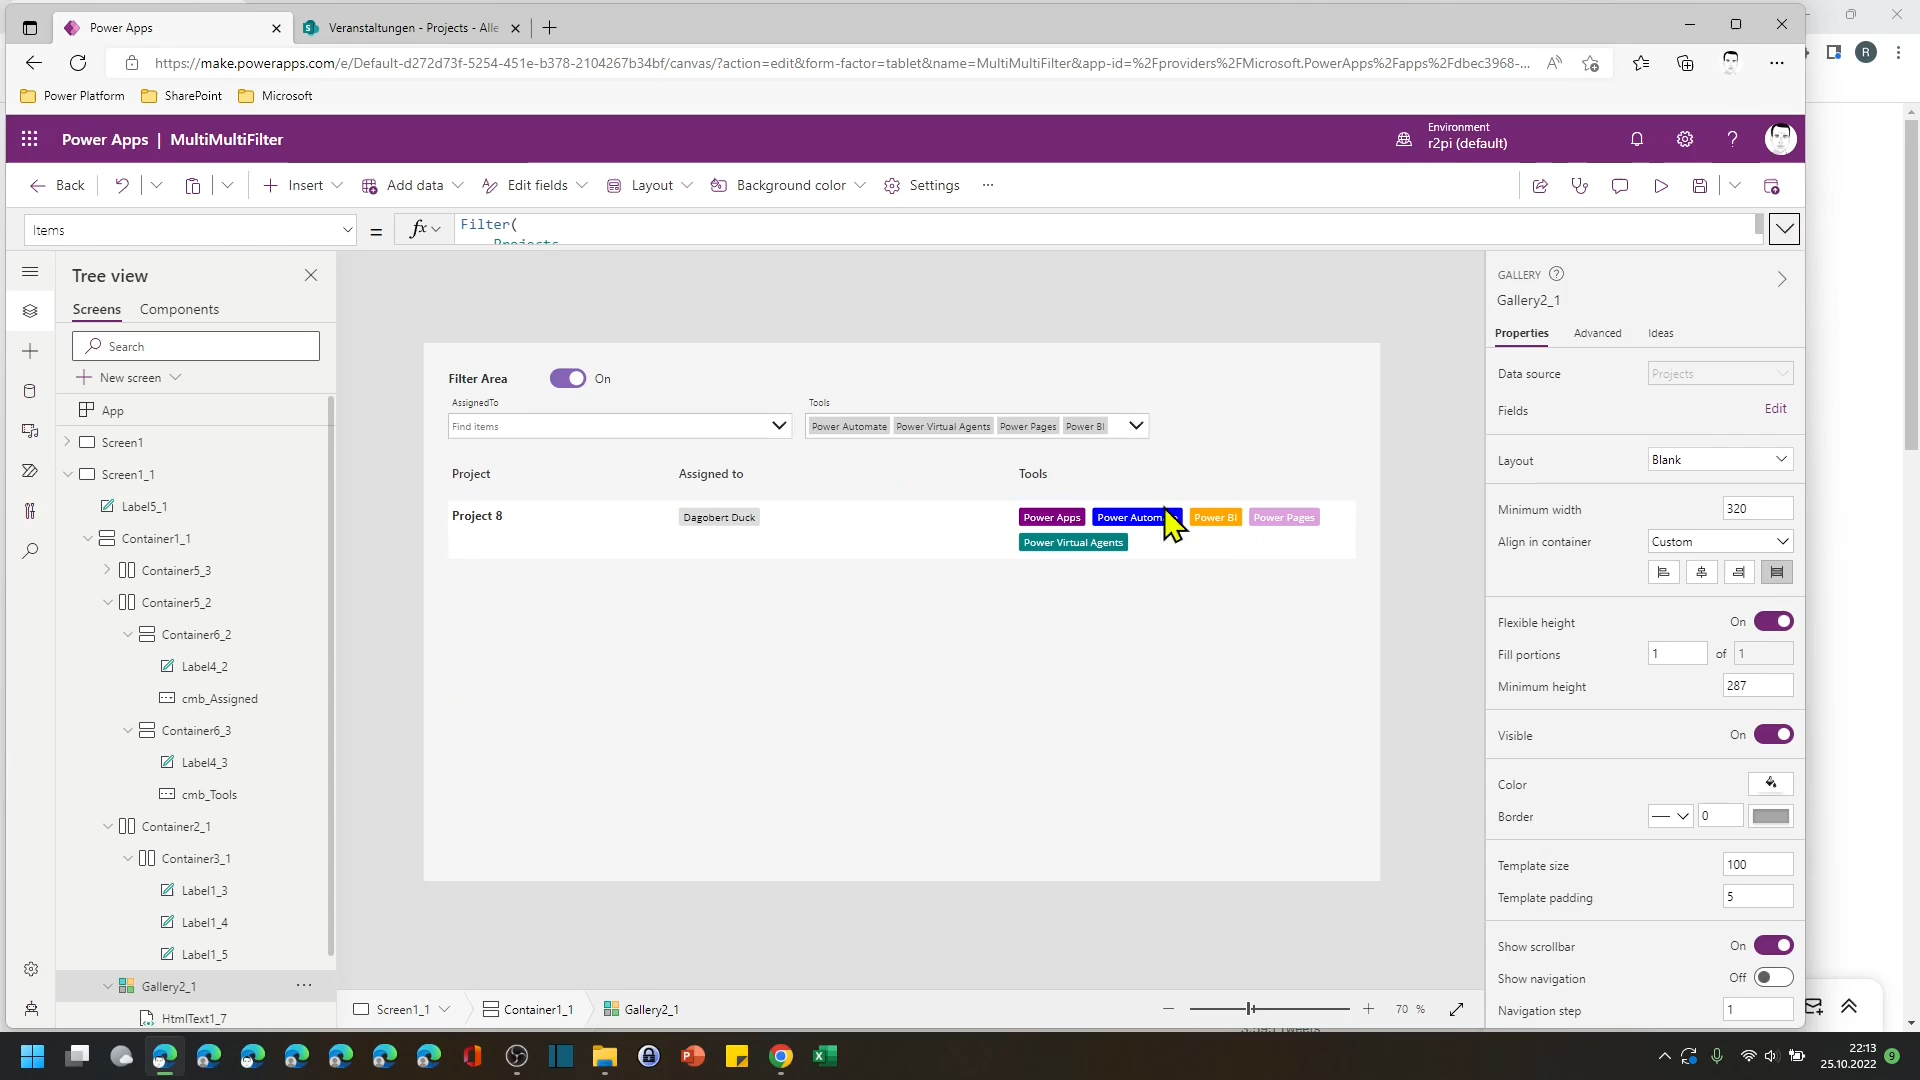 Power Apps
Veranstaltungen - Projects - Alle
https://make.powerapps.com/e/Default-d272d73f-5254-451e-b378-2104267b34bf/canvas/?action=edit&form-factor=tablet&name=MultiMultiFilter&app-id=%2Fproviders%2FMicrosoft.PowerApps%2Fapps%2Fdbec3968-...
R
Power Platform
SharePoint
Microsoft
Power Apps | MultiMultiFilter
Environment
r2pi (default)
Back
Insert
Add data
Edit fields
Layout
Background color
Settings
Items
=
fx
Filter(
Projects
Tree view
Screens
Components
Search
New screen
App
Screen1
Screen1_1
Label5_1
Container1_1
Container5_3
Container5_2
Container6_2
Label4_2
cmb_Assigned
Container6_3
Label4_3
cmb_Tools
Container2_1
Container3_1
Label1_3
Label1_4
Label1_5
Gallery2_1
HtmlText1_7
Filter Area
On
AssignedTo
Find items
Tools
Power Automate
Power Virtual Agents
Power Pages
Power BI
Project
Assigned to
Tools
Project 8
Dagobert Duck
Power Apps
Power Autom
Power BI
Power Pages
Power Virtual Agents
Screen1_1
Container1_1
Gallery2_1
70 %
GALLERY
Gallery2_1
Properties
Advanced
Ideas
Data source
Projects
Fields
Edit
Layout
Blank
Minimum width
320
Align in container
Custom
Flexible height
On
Fill portions
1
of
1
Minimum height
287
Visible
On
Color
Border
0
Template size
100
Template padding
5
Show scrollbar
On
Show navigation
Off
Navigation step
1
22:13
25.10.2022
9